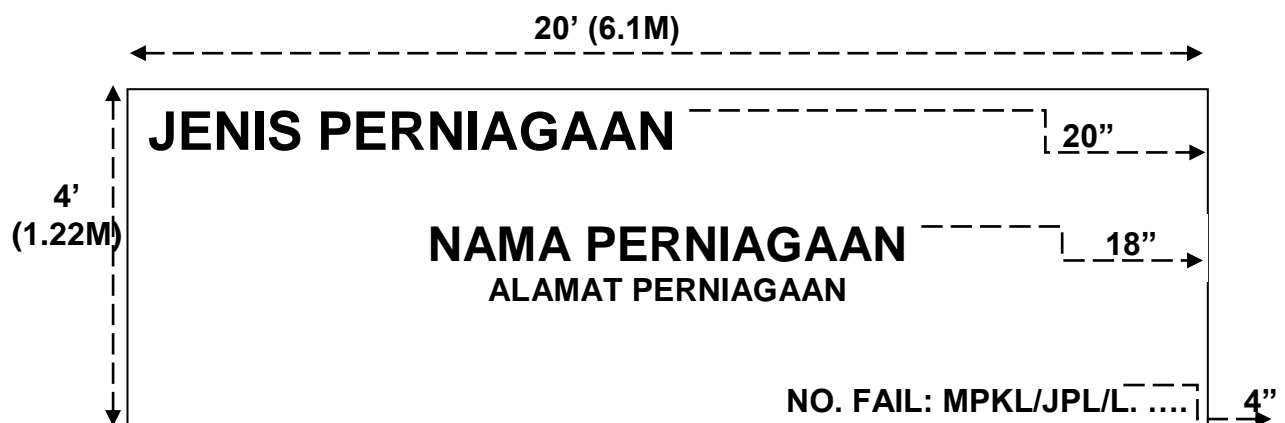 20’ (6.1M)
JENIS PERNIAGAAN
20”
4’
(1.22M)
NAMA PERNIAGAAN
18”
ALAMAT PERNIAGAAN
NO. FAIL: MPKL/JPL/L. ….
4”